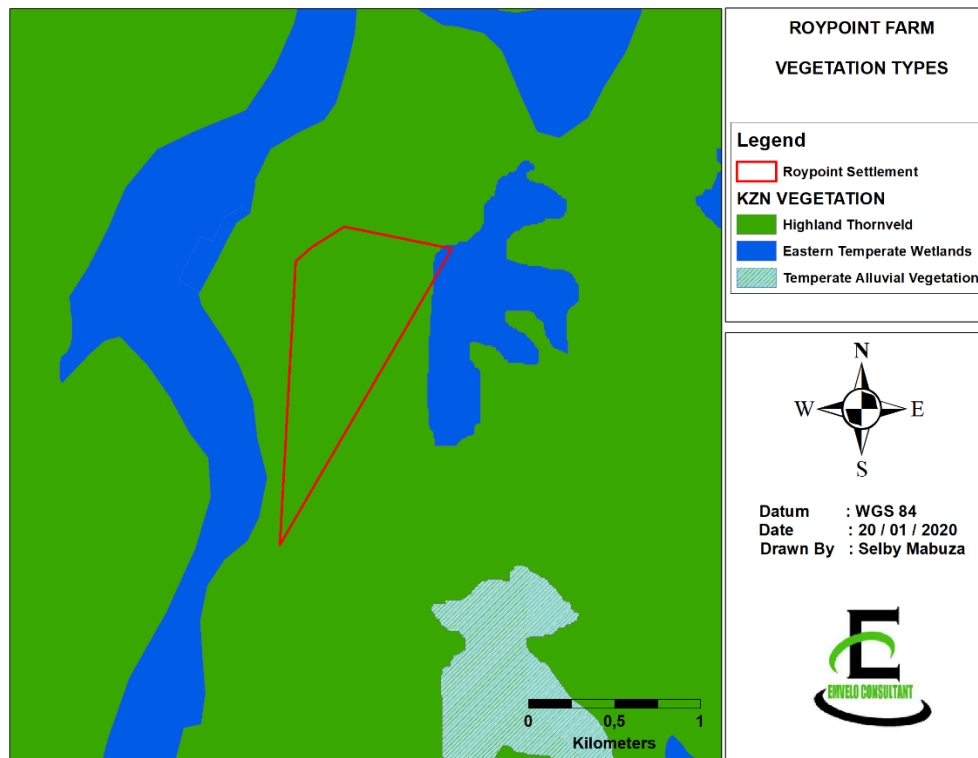 ROYPOINT FARM
VEGETATION TYPES
Legend
Roypoint Settlement
KZN VEGETATION
Highland Thornveld
Eastern Temperate Wetlands
Temperate Alluvial Vegetation
N
W E
S
Datum : WGS 84
Date : 20 / 01 / 2020
Drawn By : Selby Mabuza
E
EMVELO CONSULTANT
0 0,5 1
Kilometers